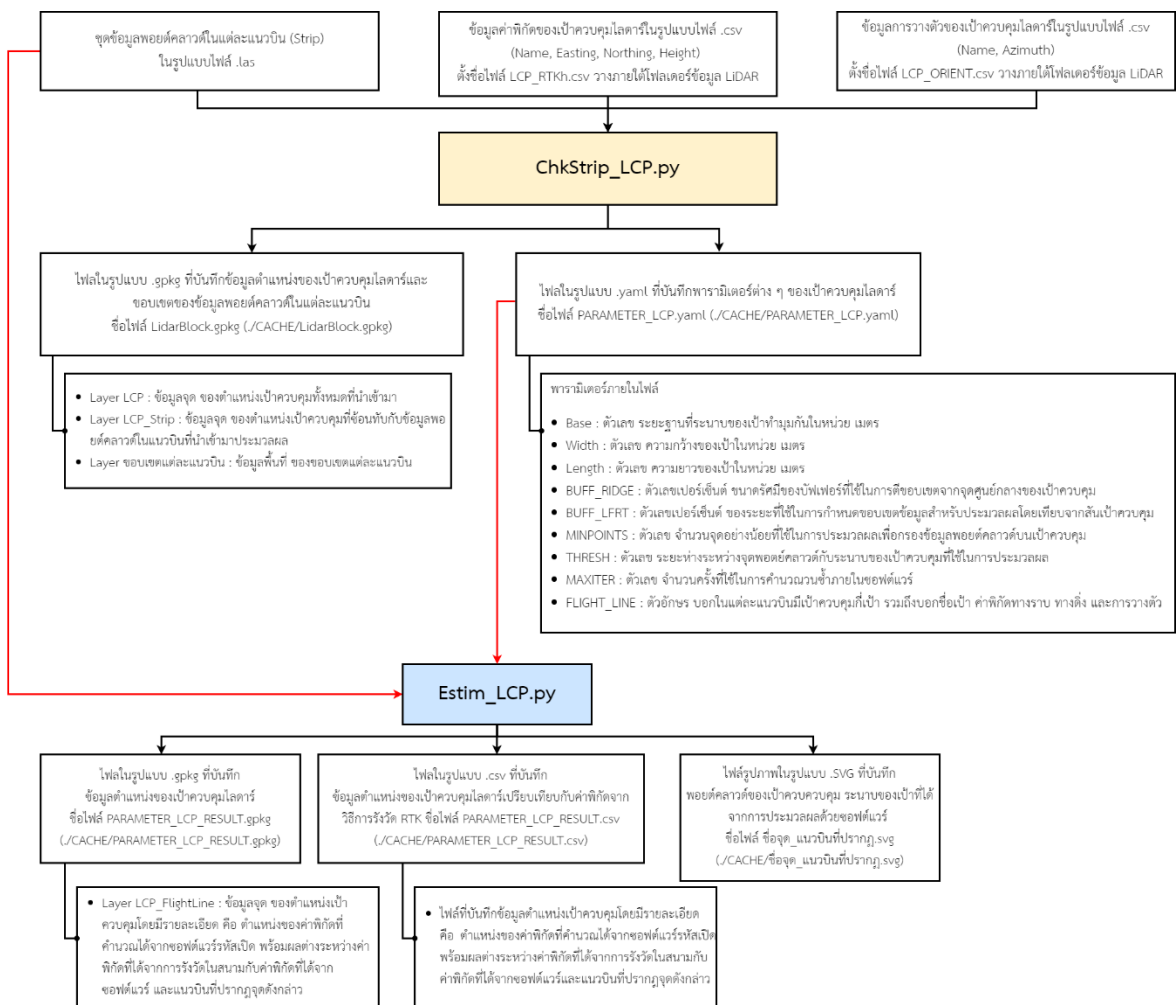 ชุดข้อมูลพอยต์คลาวด์ในแต่ละแนวบิน (Strip)
ในรูปแบบไฟล์ .las
ข้อมูลค่าพิกัดของเป้าควบคุมไลดาร์ในรูปแบบไฟล์ .csv
(Name, Easting, Northing, Height)
ตั้งชื่อไฟล์ LCP_RTKh.csv วางภายใต้โฟลเดอร์ข้อมูล LiDAR
ข้อมูลการวางตัวของเป้าควบคุมไลดาร์ในรูปแบบไฟล์ .csv
(Name, Azimuth)
ตั้งชื่อไฟล์ LCP_ORIENT.csv วางภายใต้โฟลเดอร์ข้อมูล LiDAR
ChkStrip_LCP.py
ไฟลในรูปแบบ .gpkg ที่บันทึกข้อมูลตำแหน่งของเป้าควบคุมไลดาร์และ
ขอบเขตของข้อมูลพอยต์คลาวด์ในแต่ละแนวบิน
ชื่อไฟล์ LidarBlock.gpkg (./CACHE/LidarBlock.gpkg)
ไฟลในรูปแบบ .yaml ที่บันทึกพารามิเตอร์ต่าง ๆ ของเป้าควบคุมไลดาร์
ชื่อไฟล์ PARAMETER_LCP.yaml (./CACHE/PARAMETER_LCP.yaml)
• Layer LCP : ข้อมูลจุด ของตำแหน่งเป้าควบคุมทั้งหมดที่นำเข้ามา
• Layer LCP_Strip : ข้อมูลจุด ของตำแหน่งเป้าควบคุมที่ซ้อนทับกับข้อมูลพอ
ยต์คลาวด์ในแนวบินที่นำเข้ามาประมวลผล
• Layer ขอบเขตแต่ละแนวบิน : ข้อมูลพื้นที่ ของขอบเขตแต่ละแนวบิน
พารามิเตอร์ภายในไฟล์
• Base : ตัวเลข ระยะฐานที่ระนาบของเป้าทำมุมกันในหน่วย เมตร
• Width : ตัวเลข ความกว้างของเป้าในหน่วย เมตร
• Length : ตัวเลข ความยาวของเป้าในหน่วย เมตร
• BUFF_RIDGE : ตัวเลขเปอร์เซ็นต์ ขนาดรัศมีของบัฟเฟอร์ที่ใช้ในการตีขอบเขตจากจุดศูนย์กลางของเป้าควบคุม
• BUFF_LFRT : ตัวเลขเปอร์เซ็นต์ ของระยะที่ใช้ในการกำหนดขอบเขตข้อมูลสำหรับประมวลผลโดยเทียบจากสันเป้าควบคุม
• MINPOINTS : ตัวเลข จำนวนจุดอย่างน้อยที่ใช้ในการประมวลผลเพื่อกรองข้อมูลพอยต์คลาวด์บนเป้าควบคุม
• THRESH : ตัวเลข ระยะห่างระหว่างจุดพอตย์คลาวด์กับระนาบของเป้าควบคุมที่ใช้ในการประมวลผล
• MAXITER : ตัวเลข จำนวนครั้งที่ใช้ในการคำนวณวนซ้ำภายในซอฟต์แวร์
• FLIGHT_LINE : ตัวอักษร บอกในแต่ละแนวบินมีเป้าควบคุมกี่เป้า รวมถึงบอกชื่อเป้า ค่าพิกัดทางราบ ทางดิ่ง และการวางตัว
Estim_LCP.py
ไฟลในรูปแบบ .gpkg ที่บันทึก
ข้อมูลตำแหน่งของเป้าควบคุมไลดาร์
ชื่อไฟล์ PARAMETER_LCP_RESULT.gpkg
(./CACHE/PARAMETER_LCP_RESULT.gpkg)
ไฟลในรูปแบบ .csv ที่บันทึก
ข้อมูลตำแหน่งของเป้าควบคุมไลดาร์เปรียบเทียบกับค่าพิกัดจาก
วิธีการรังวัด RTK ชื่อไฟล์ PARAMETER_LCP_RESULT.csv
(./CACHE/PARAMETER_LCP_RESULT.csv)
ไฟล์รูปภาพในรูปแบบ .SVG ที่บันทึก
พอยต์คลาวด์ของเป้าควบควบคุม ระนาบของเป้าที่ได้
จากการประมวลผลด้วยซอฟต์แวร์
ชื่อไฟล์ ชื่อจุด_แนวบินที่ปรากฏ.svg
(./CACHE/ชื่อจุด_แนวบินที่ปรากฏ.svg)
• Layer LCP_FlightLine : ข้อมูลจุด ของตำแหน่งเป้า
ควบคุมโดยมีรายละเอียด คือ ตำแหน่งของค่าพิกัดที่
คำนวณได้จากซอฟต์แวร์รหัสเปิด พร้อมผลต่างระหว่างค่า
พิกัดที่ได้จากการรังวัดในสนามกับค่าพิกัดที่ได้จาก
ซอฟต์แวร์ และแนวบินที่ปรากฏจุดดังกล่าว
• ไฟล์ที่บันทึกข้อมูลตำแหน่งเป้าควบคุมโดยมีรายละเอียด
คือ ตำแหน่งของค่าพิกัดที่คำนวณได้จากซอฟต์แวร์รหัสเปิด
พร้อมผลต่างระหว่างค่าพิกัดที่ได้จากการรังวัดในสนามกับ
ค่าพิกัดที่ได้จากซอฟต์แวร์และแนวบินที่ปรากฏจุดดังกล่าว